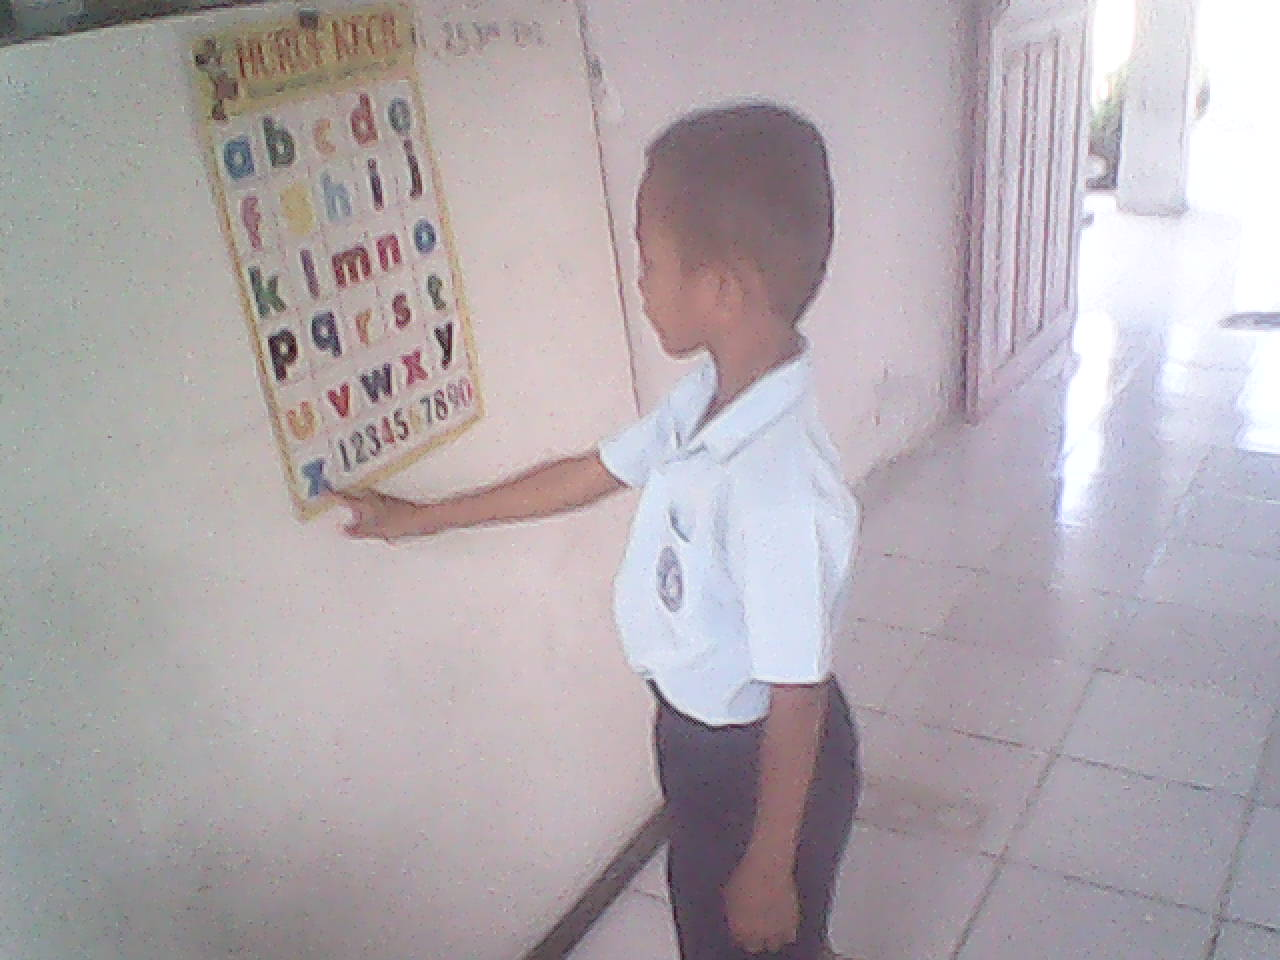 HURUF KECIL
a b c d e
f g h i j
k l m n o
p q r s t
u v w x y
z 1 2 3 4 5 6 7 8 9 0